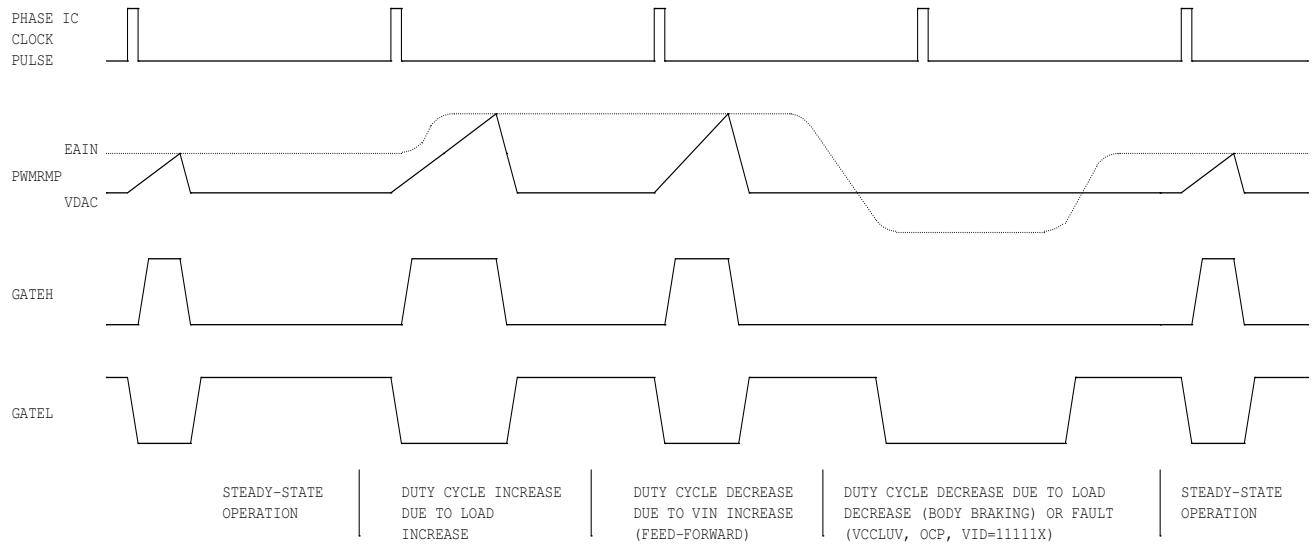 PHASE IC
CLOCK
PULSE
EAIN
PWMRMP
VDAC
GATEH
GATEL
STEADY-STATE
OPERATION
DUTY CYCLE INCREASE
DUE TO LOAD
INCREASE
DUTY CYCLE DECREASE
DUE TO VIN INCREASE
(FEED-FORWARD)
DUTY CYCLE DECREASE DUE TO LOAD
DECREASE (BODY BRAKING) OR FAULT
(VCCLUV, OCP, VID=11111X)
STEADY-STATE
OPERATION